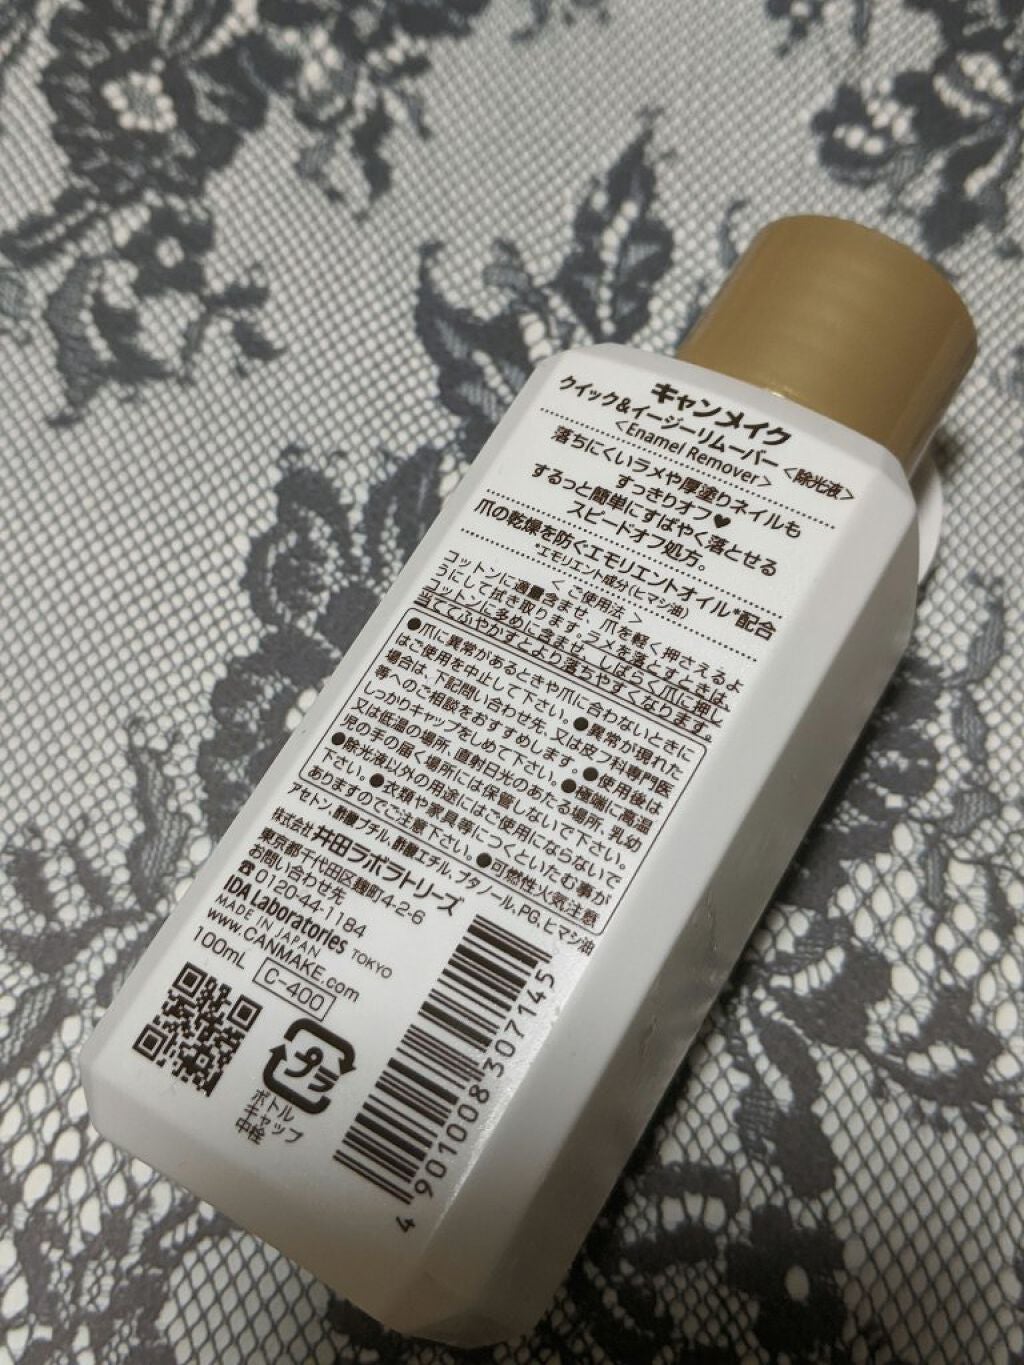 キャンメイク
クイック&イージーリムーバー <除光液>
<Enamel Remover>
落ちにくいラメや厚塗りネイルも
すっきりオフ♥
するっと簡単にすばやく落とせる
スピードオフ処方。
爪の乾燥を防ぐエモリエントオイル*配合
*エモリエント成分(ヒマシ油)
<ご使用法>
コットンに適量含ませ、爪を軽く押さえるよ
うにして拭き取ります。ラメを落とすときは、
コットンに多めに含ませ、しばらく爪に押し
当ててふやかすとより落ちやすくなります。
●爪に異常があるときや爪に合わないときに
はご使用を中止して下さい。●異常が現れた
場合は、下記問い合わせ先、又は皮フ科専門医
等へのご相談をおすすめします。●使用後は
しっかりキャップをしめて下さい。●極端に高温
又は低温の場所、直射日光のあたる場所、乳幼
児の手の届く場所には保管しないで下さい。
●除光液以外の用途にはご使用にならないで
下さい。●衣類や家具等につくといたむ事が
ありますのでご注意下さい。●可燃性火気注意
アセトン、酢酸ブチル、酢酸エチル、ブタノール、PG、ヒマシ油
株式会社 井田ラボラトリーズ
東京都千代田区麹町4-2-6
お問い合わせ先
☎0120-44-1184
IDA Laboratories TOKYO
MADE IN JAPAN
www.CANMAKE.com
100mL C-400
プラ
ボトル
キャップ
中栓
4 901008 307145